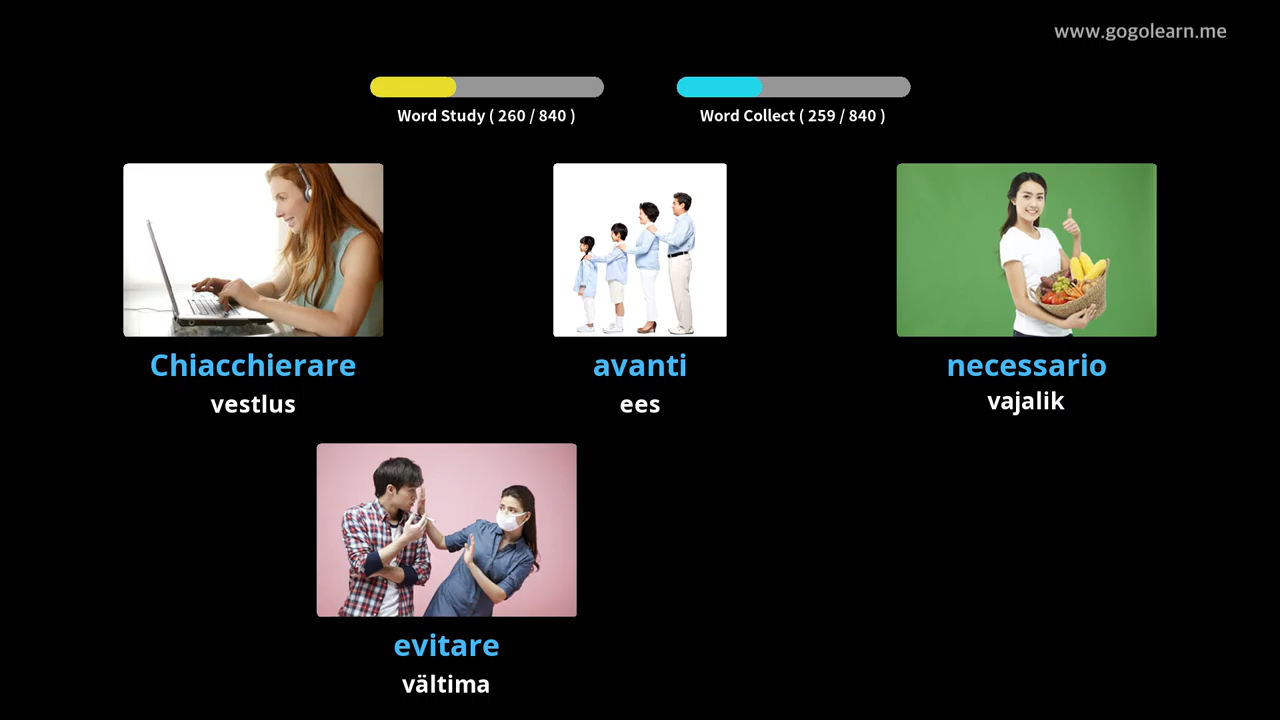 www.gogolearn.me
Word Study ( 260 / 840 )
Word Collect ( 259 / 840 )
Chiacchierare
vestlus
avanti
ees
necessario
vajalik
evitare
vältima